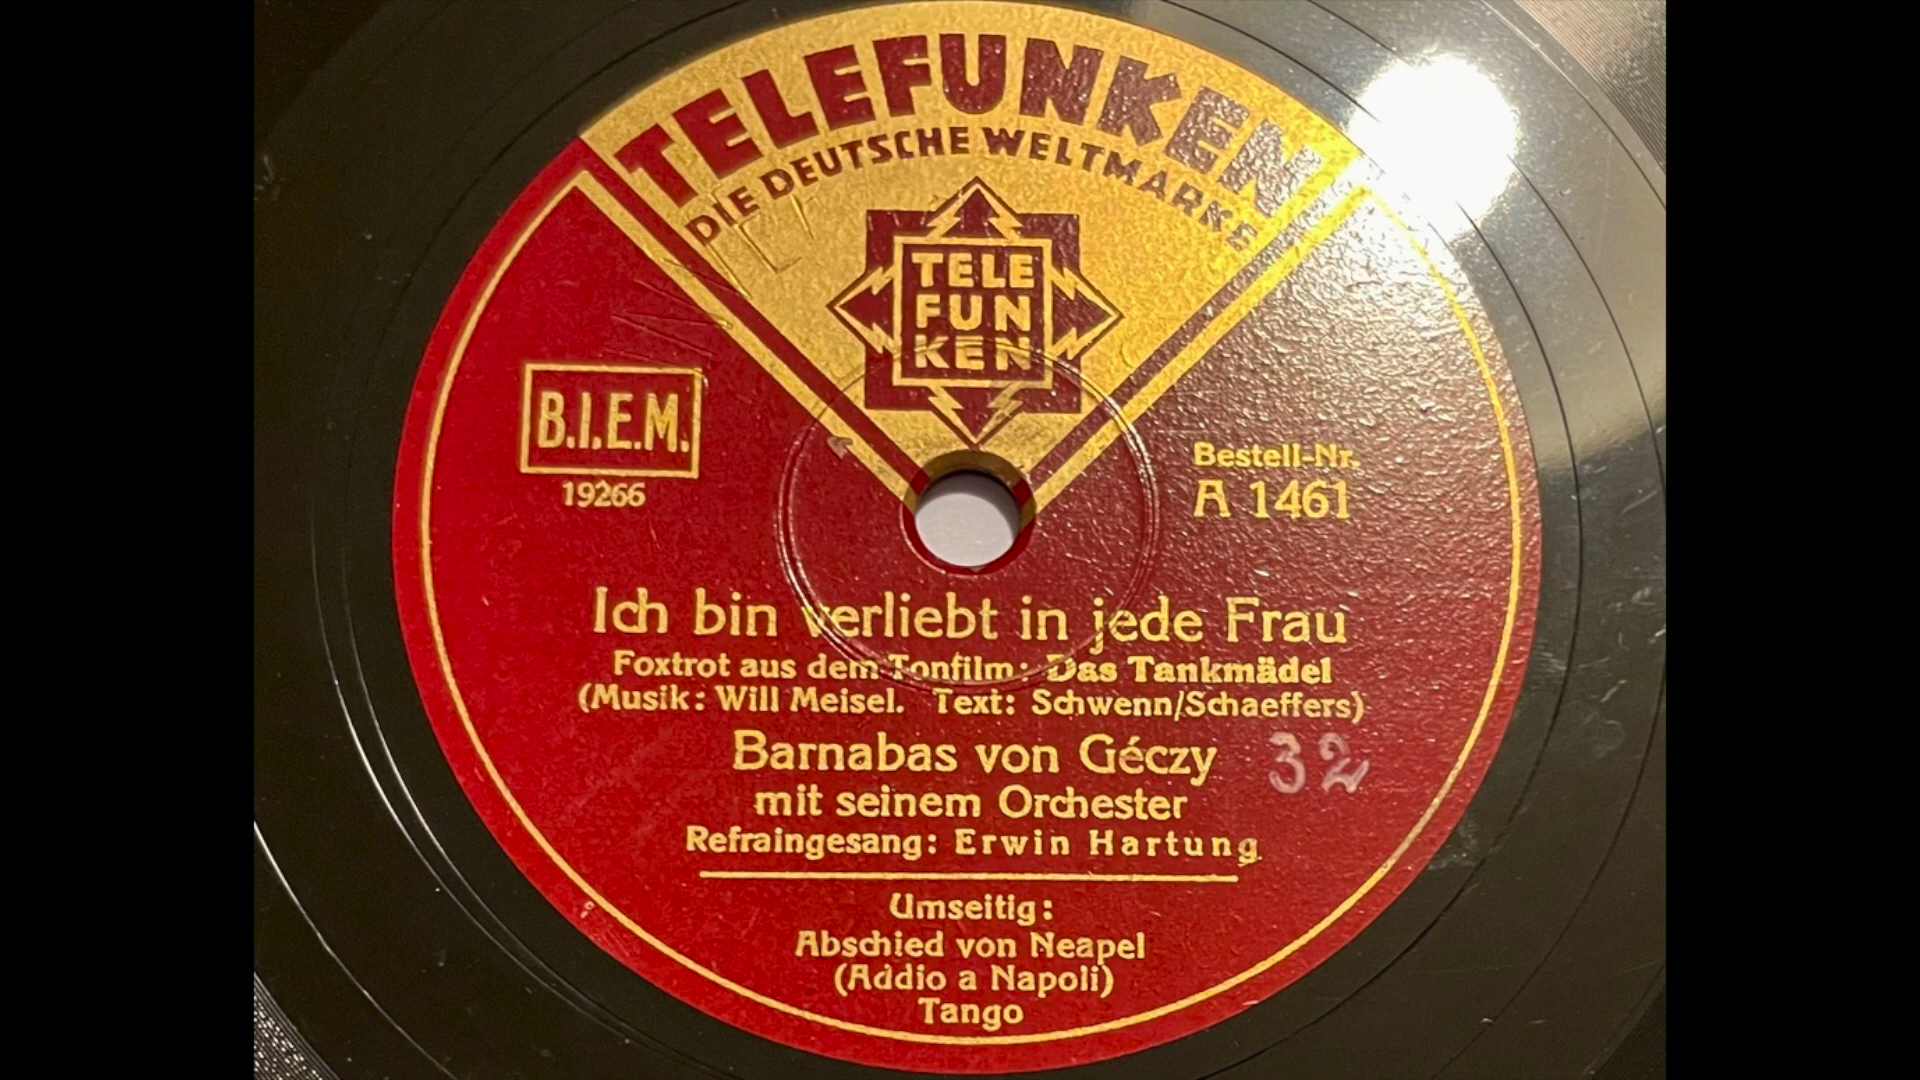 TELEFUNKEN
DIE DEUTSCHE WELTMARKE
TELE
FUN
KEN
B.I.E.M.
19266
Bestell-Nr.
A 1461
Ich bin verliebt in jede Frau
Foxtrot aus dem Tonfilm: Das Tankmädel
(Musik: Will Meisel. Text: Schwenn/Schaeffers)
Barnabas von Géczy
32
mit seinem Orchester
Refraingesang: Erwin Hartung
Umseitig:
Abschied von Neapel
(Addio a Napoli)
Tango